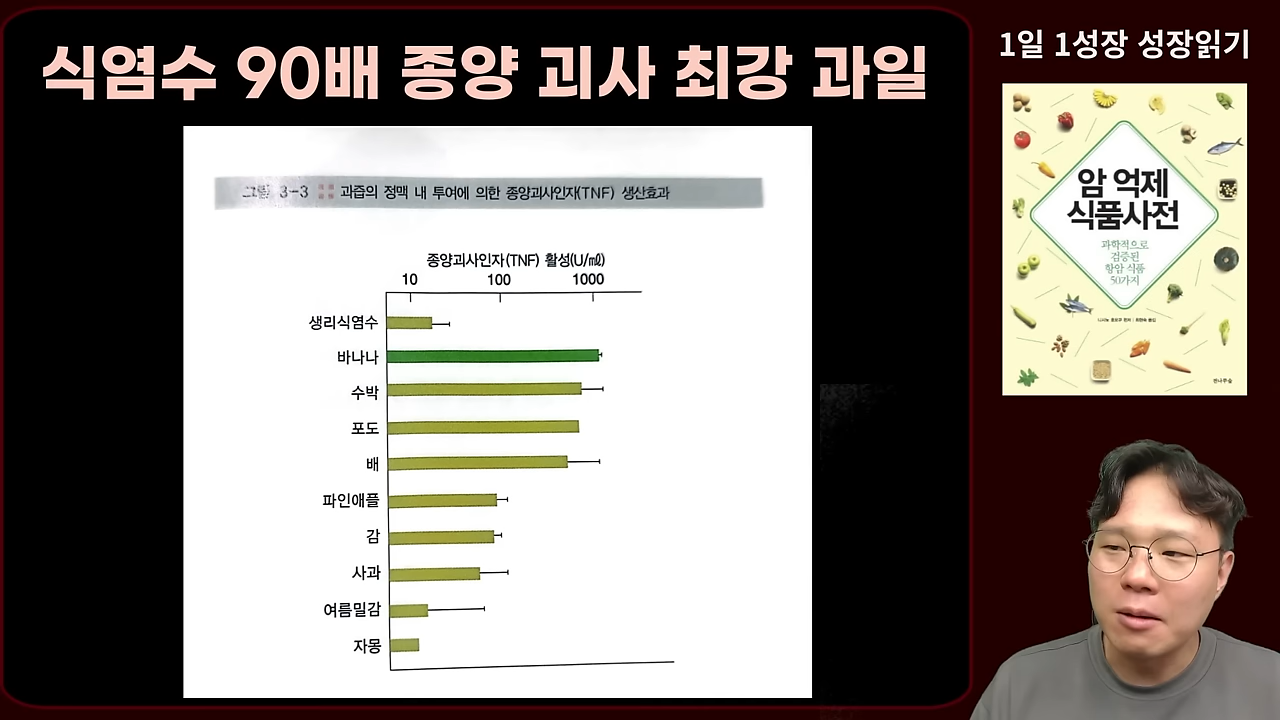 식염수 90배 종양 괴사 최강 과일
1일 1성장 성장읽기
그림 3-3 과즙의 정맥 내 투여에 의한 종양괴사인자(TNF) 생산효과
종양괴사인자(TNF) 활성(U/㎖)
10 100 1000
생리식염수
바나나
수박
포도
배
파인애플
감
사과
여름밀감
자몽
암 억제
식품사전
과학적으로
검증된
항암 식품
50가지
전나무숲